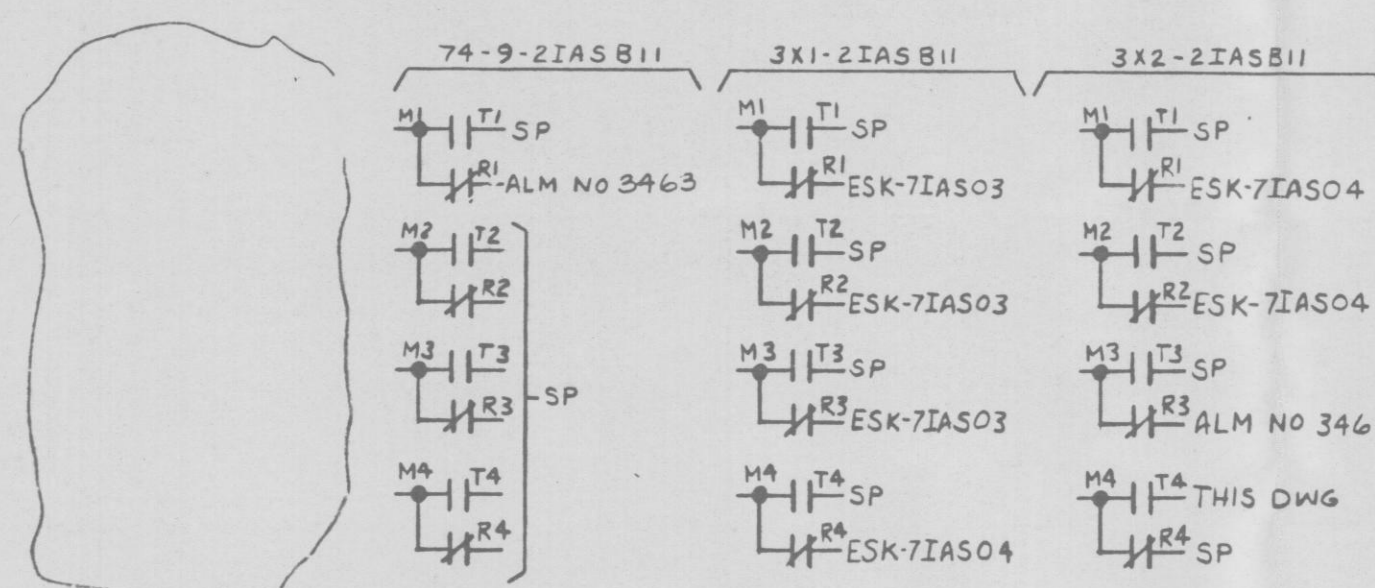 74-9-2IASB11 3X1-2IASB11 3X2-2IASB11
M1 T1 SP M1 T1 SP M1 T1 SP
R1 ALM NO 3463 R1 ESK-7IAS03 R1 ESK-7IAS04
M2 T2 M2 T2 SP M2 T2 SP
R2 R2 ESK-7IAS03 R2 ESK-7IAS04
M3 T3 M3 T3 SP M3 T3 SP
SP
R3 R3 ESK-7IAS03 R3 ALM NO 346
M4 T4 M4 T4 SP M4 T4 THIS DWG
R4 R4 ESK-7IAS04 R4 SP